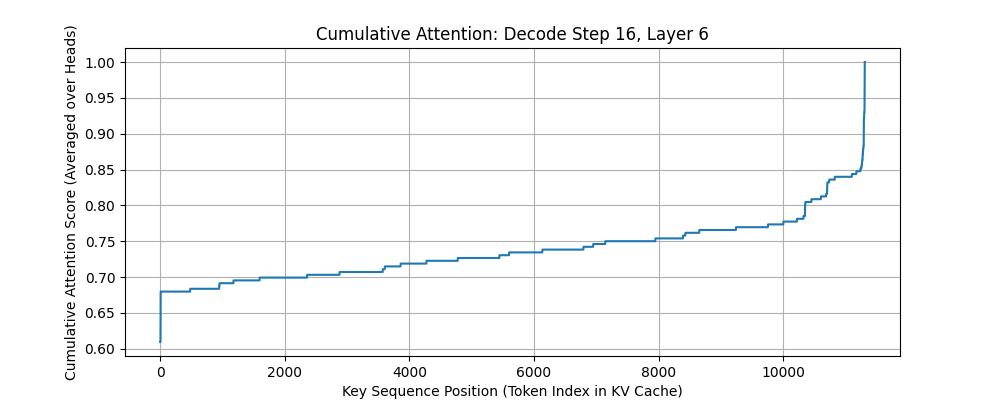 Cumulative Attention: Decode Step 16, Layer 6
Cumulative Attention Score (Averaged over Heads)
1.00
0.95
0.90
0.85
0.80
0.75
0.70
0.65
0.60
0 2000 4000 6000 8000 10000
Key Sequence Position (Token Index in KV Cache)